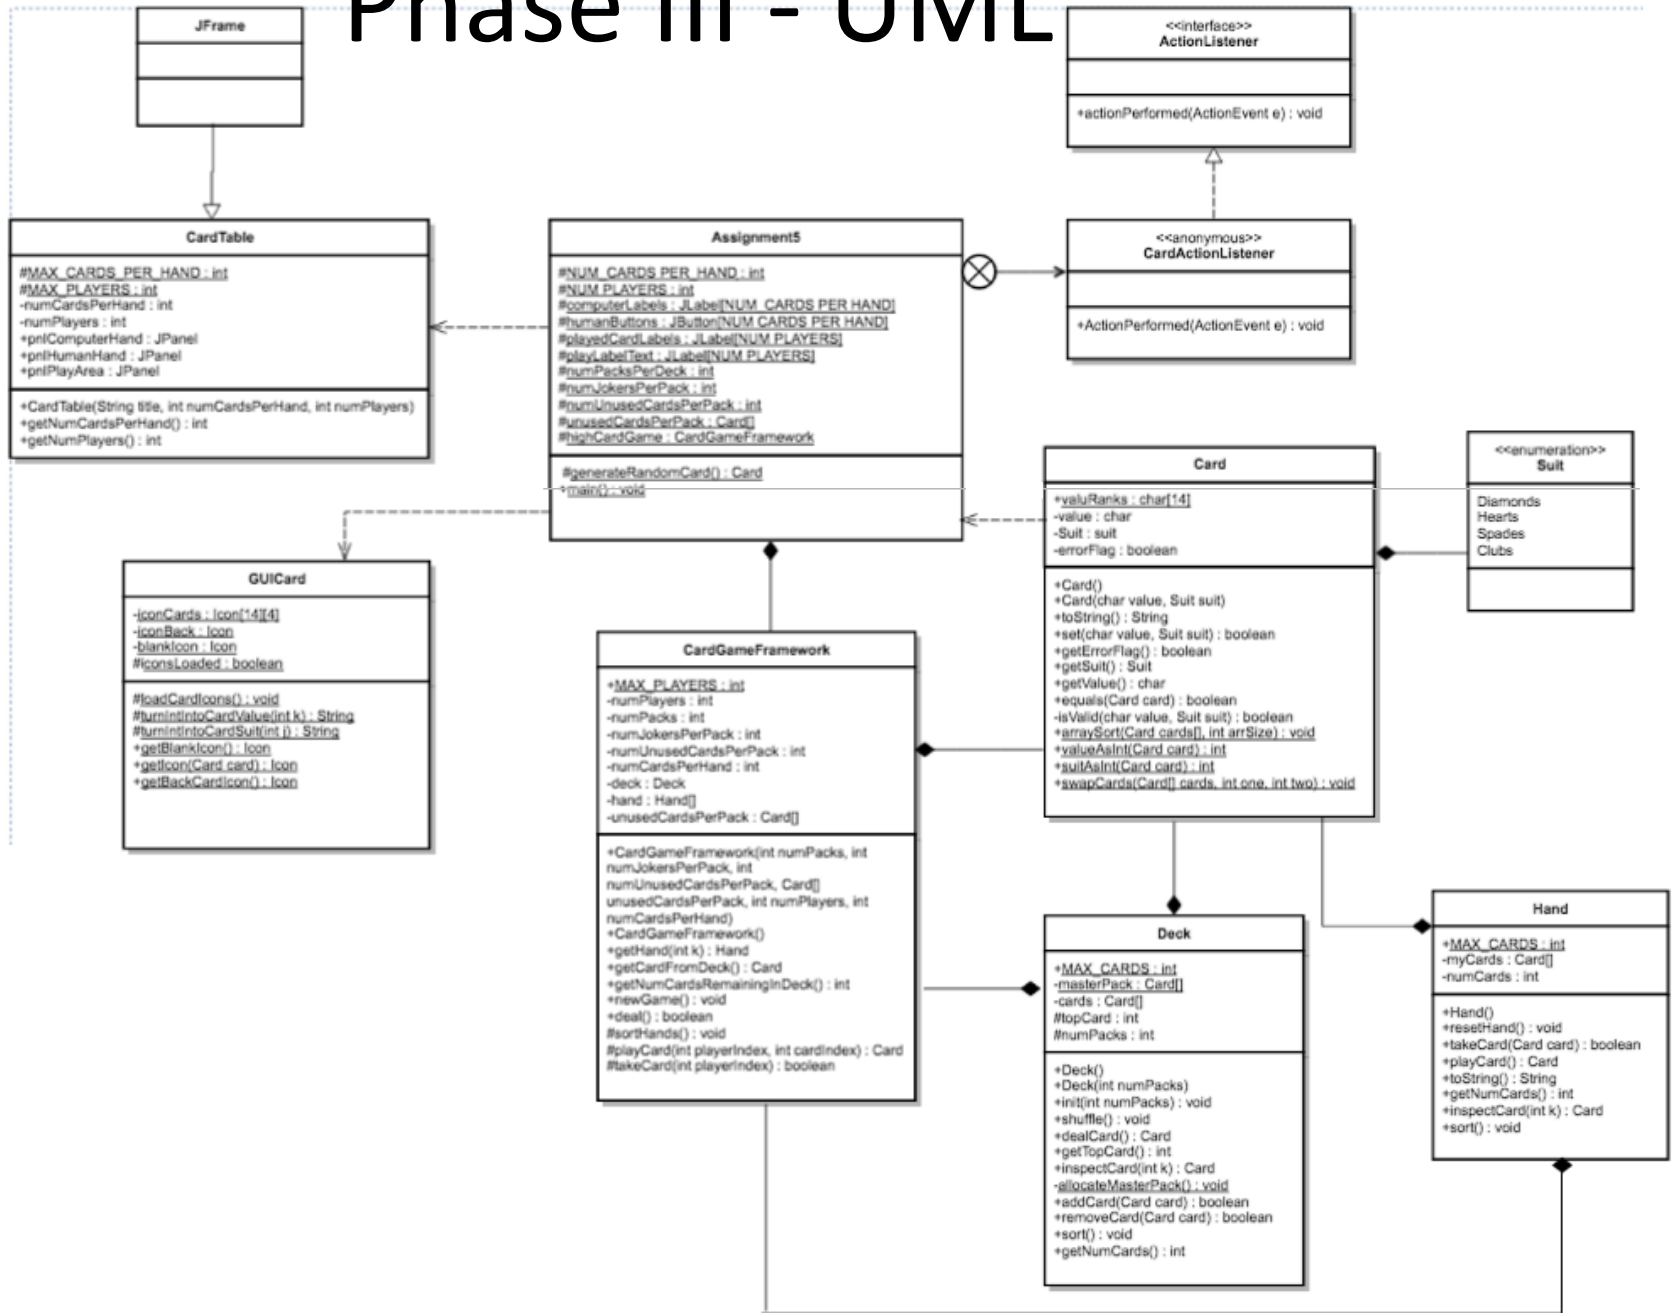 Phase III - UML
JFrame
<<interface>>
ActionListener
+actionPerformed(ActionEvent e) : void
CardTable
#MAX_CARDS_PER_HAND : int
#MAX_PLAYERS : int
-numCardsPerHand : int
-numPlayers : int
+pnlComputerHand : JPanel
+pnlHumanHand : JPanel
+pnlPlayArea : JPanel
+CardTable(String title, int numCardsPerHand, int numPlayers)
+getNumCardsPerHand() : int
+getNumPlayers() : int
Assignment5
#NUM_CARDS_PER_HAND : int
#NUM_PLAYERS : int
#computerLabels : JLabel[NUM_CARDS_PER_HAND]
#humanButtons : JButton[NUM_CARDS_PER_HAND]
#playedCardLabels : JLabel[NUM_PLAYERS]
#playLabelText : JLabel[NUM_PLAYERS]
#numPacksPerDeck : int
#numJokersPerPack : int
#numUnusedCardsPerPack : int
#unusedCardsPerPack : Card[]
#highCardGame : CardGameFramework
#generateRandomCard() : Card
+main() : void
<<anonymous>>
CardActionListener
+ActionPerformed(ActionEvent e) : void
Card
+valuRanks : char[14]
-value : char
-Suit : suit
-errorFlag : boolean
+Card()
+Card(char value, Suit suit)
+toString() : String
+set(char value, Suit suit) : boolean
+getErrorFlag() : boolean
+getSuit() : Suit
+getValue() : char
+equals(Card card) : boolean
-isValid(char value, Suit suit) : boolean
+arraySort(Card cards[], int arrSize) : void
+valueAsInt(Card card) : int
+suitAsInt(Card card) : int
+swapCards(Card[] cards, int one, int two) : void
<<enumeration>>
Suit
Diamonds
Hearts
Spades
Clubs
GUICard
-iconCards : Icon[14][4]
-iconBack : Icon
-blankIcon : Icon
#iconsLoaded : boolean
#loadCardIcons() : void
#turnIntIntoCardValue(int k) : String
#turnIntIntoCardSuit(int j) : String
+getBlankIcon() : Icon
+getIcon(Card card) : Icon
+getBackCardIcon() : Icon
CardGameFramework
+MAX_PLAYERS : int
-numPlayers : int
-numPacks : int
-numJokersPerPack : int
-numUnusedCardsPerPack : int
-numCardsPerHand : int
-deck : Deck
-hand : Hand[]
-unusedCardsPerPack : Card[]
+CardGameFramework(int numPacks, int
numJokersPerPack, int
numUnusedCardsPerPack, Card[]
unusedCardsPerPack, int numPlayers, int
numCardsPerHand)
+CardGameFramework()
+getHand(int k) : Hand
+getCardFromDeck() : Card
+getNumCardsRemainingInDeck() : int
+newGame() : void
+deal() : boolean
#sortHands() : void
#playCard(int playerIndex, int cardIndex) : Card
#takeCard(int playerIndex) : boolean
Deck
+MAX_CARDS : int
-masterPack : Card[]
-cards : Card[]
#topCard : int
#numPacks : int
+Deck()
+Deck(int numPacks)
+init(int numPacks) : void
+shuffle() : void
+dealCard() : Card
+getTopCard() : int
+inspectCard(int k) : Card
-allocateMasterPack() : void
+addCard(Card card) : boolean
+removeCard(Card card) : boolean
+sort() : void
+getNumCards() : int
Hand
+MAX_CARDS : int
-myCards : Card[]
-numCards : int
+Hand()
+resetHand() : void
+takeCard(Card card) : boolean
+playCard() : Card
+toString() : String
+getNumCards() : int
+inspectCard(int k) : Card
+sort() : void